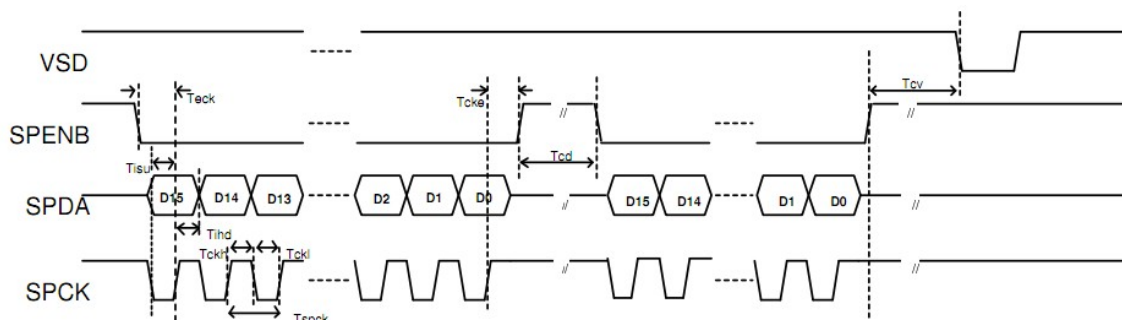 VSD
Teck Tcke Tcv
SPENB
Tisu Tcd
SPDA D15 D14 D13 D2 D1 D0 D15 D14 D1 D0
Tihd
Tckh Tckl
SPCK
Tspck